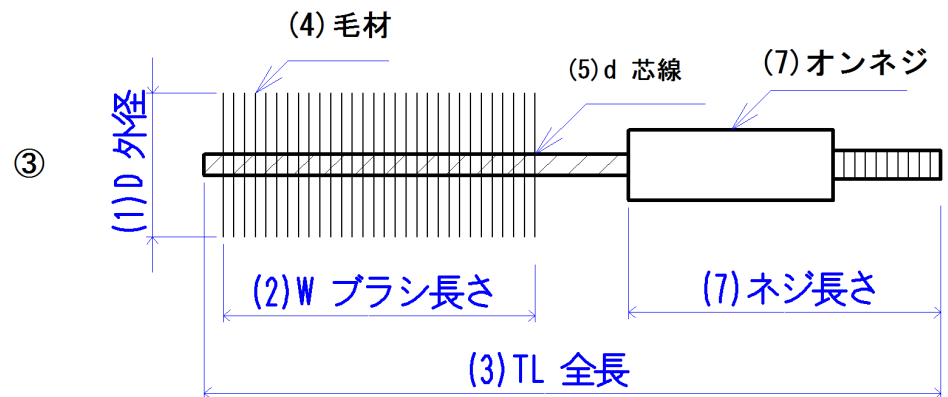 (4)毛材
(5)d 芯線
(7)オンネジ
③
(1)D 外径
(2)W ブラシ長さ
(7)ネジ長さ
(3)TL 全長